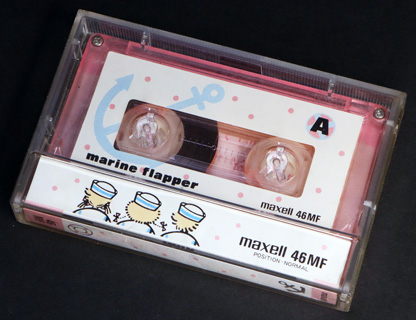 A
marine flapper
maxell 46MF
maxell 46MF
POSITION·NORMAL